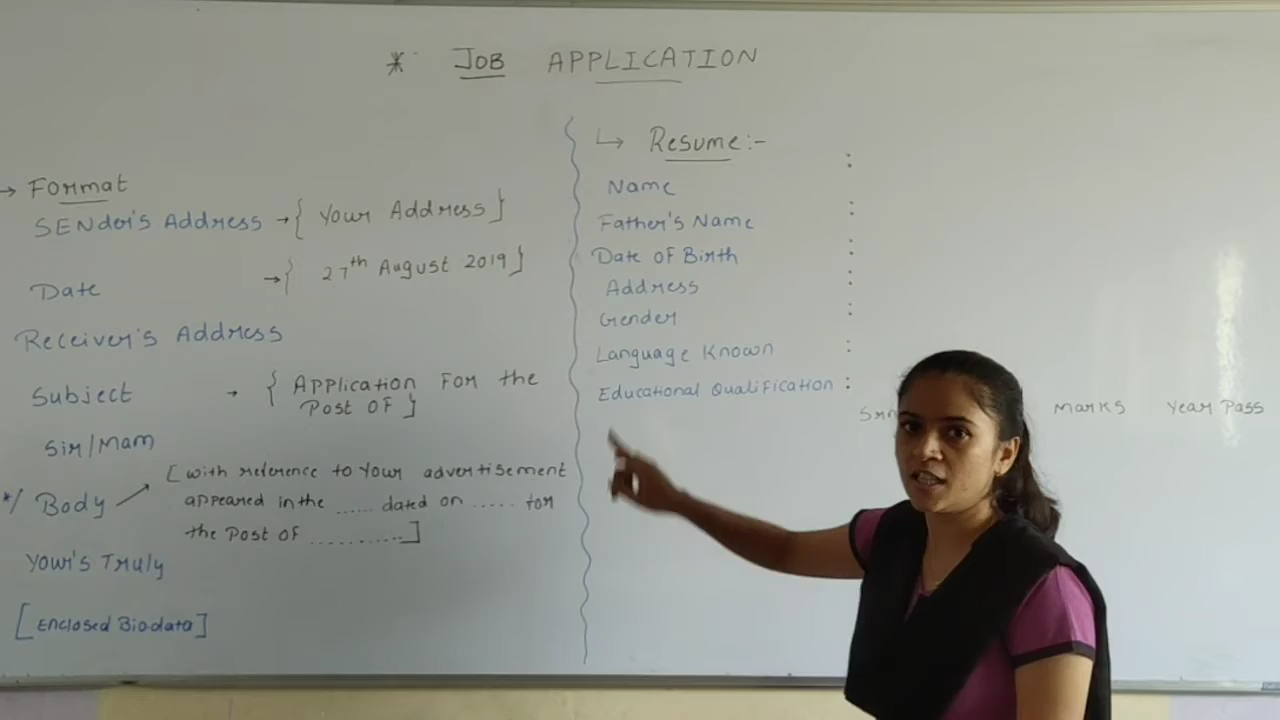 * JOB APPLICATION
→ Format
SENder's Address → { Your Address }
Date → { 27th August 2019 }
Receiver's Address
Subject → { Application For the
Post OF }
Sir/Mam
*/ Body [ with reference to Your advertisement
appeared in the ...... dated on ..... for
the Post of ........... ]
Your's Truly
[Enclosed Biodata]
↳ Resume:-
Name :
Father's Name :
Date of Birth :
Address :
Gender :
Language Known :
Educational Qualification :
Marks Year Pass